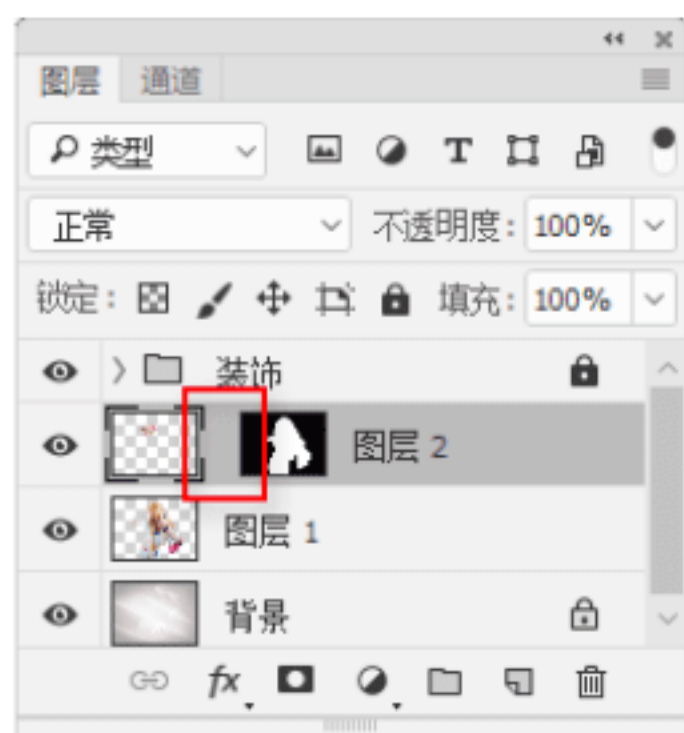 图层 通道
类型 T
正常 不透明度: 100%
锁定: 填充: 100%
装饰
图层 2
图层 1
背景
fx